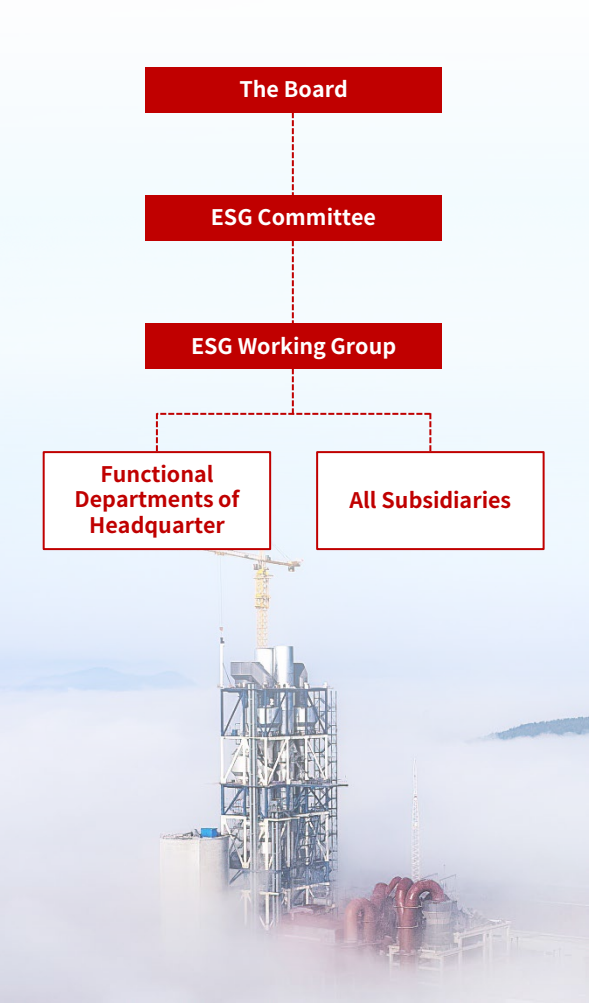 The Board
ESG Committee
ESG Working Group
Functional
Departments of
Headquarter
All Subsidiaries